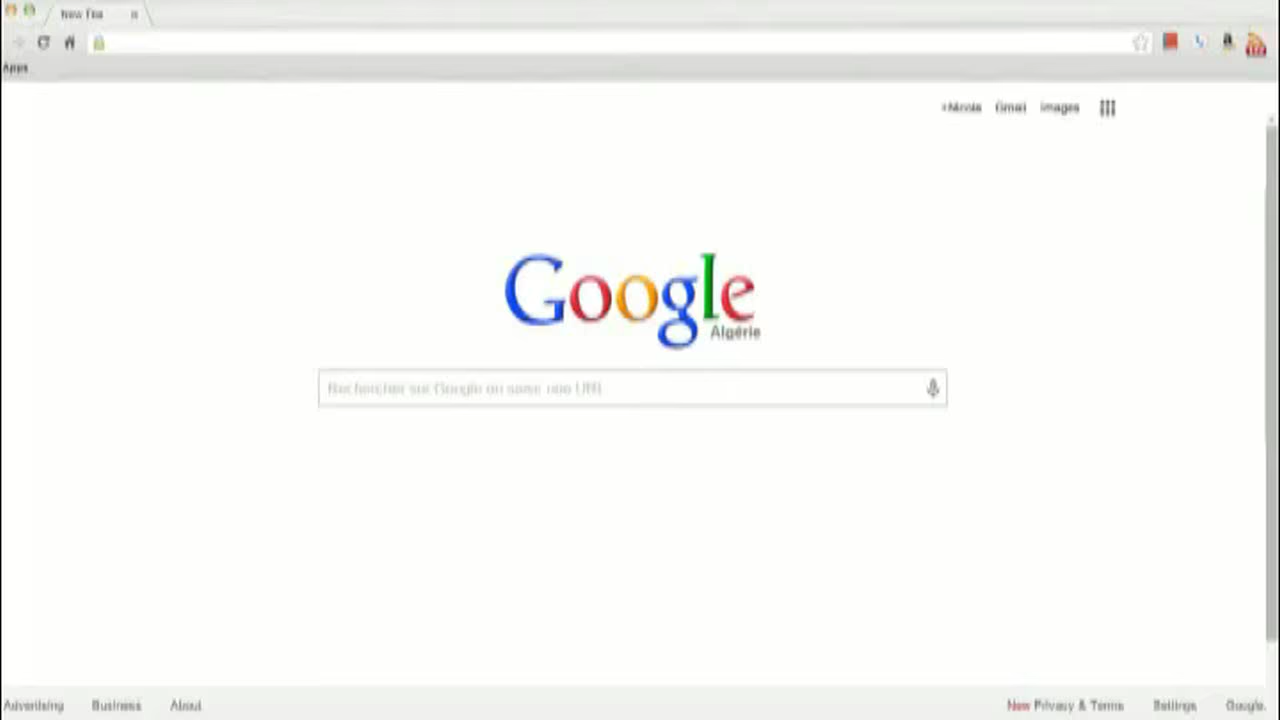 New Tab
Apps
+Nicola Gmail Images
Google
Algérie
Rechercher sur Google ou saisir une URL
Advertising Business About New Privacy & Terms Settings Google.